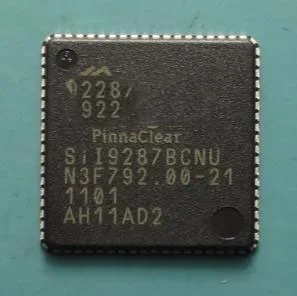 228/
922
PinnaClear
SiI9287BCNU
N3F792.00-21
1101
AH11AD2